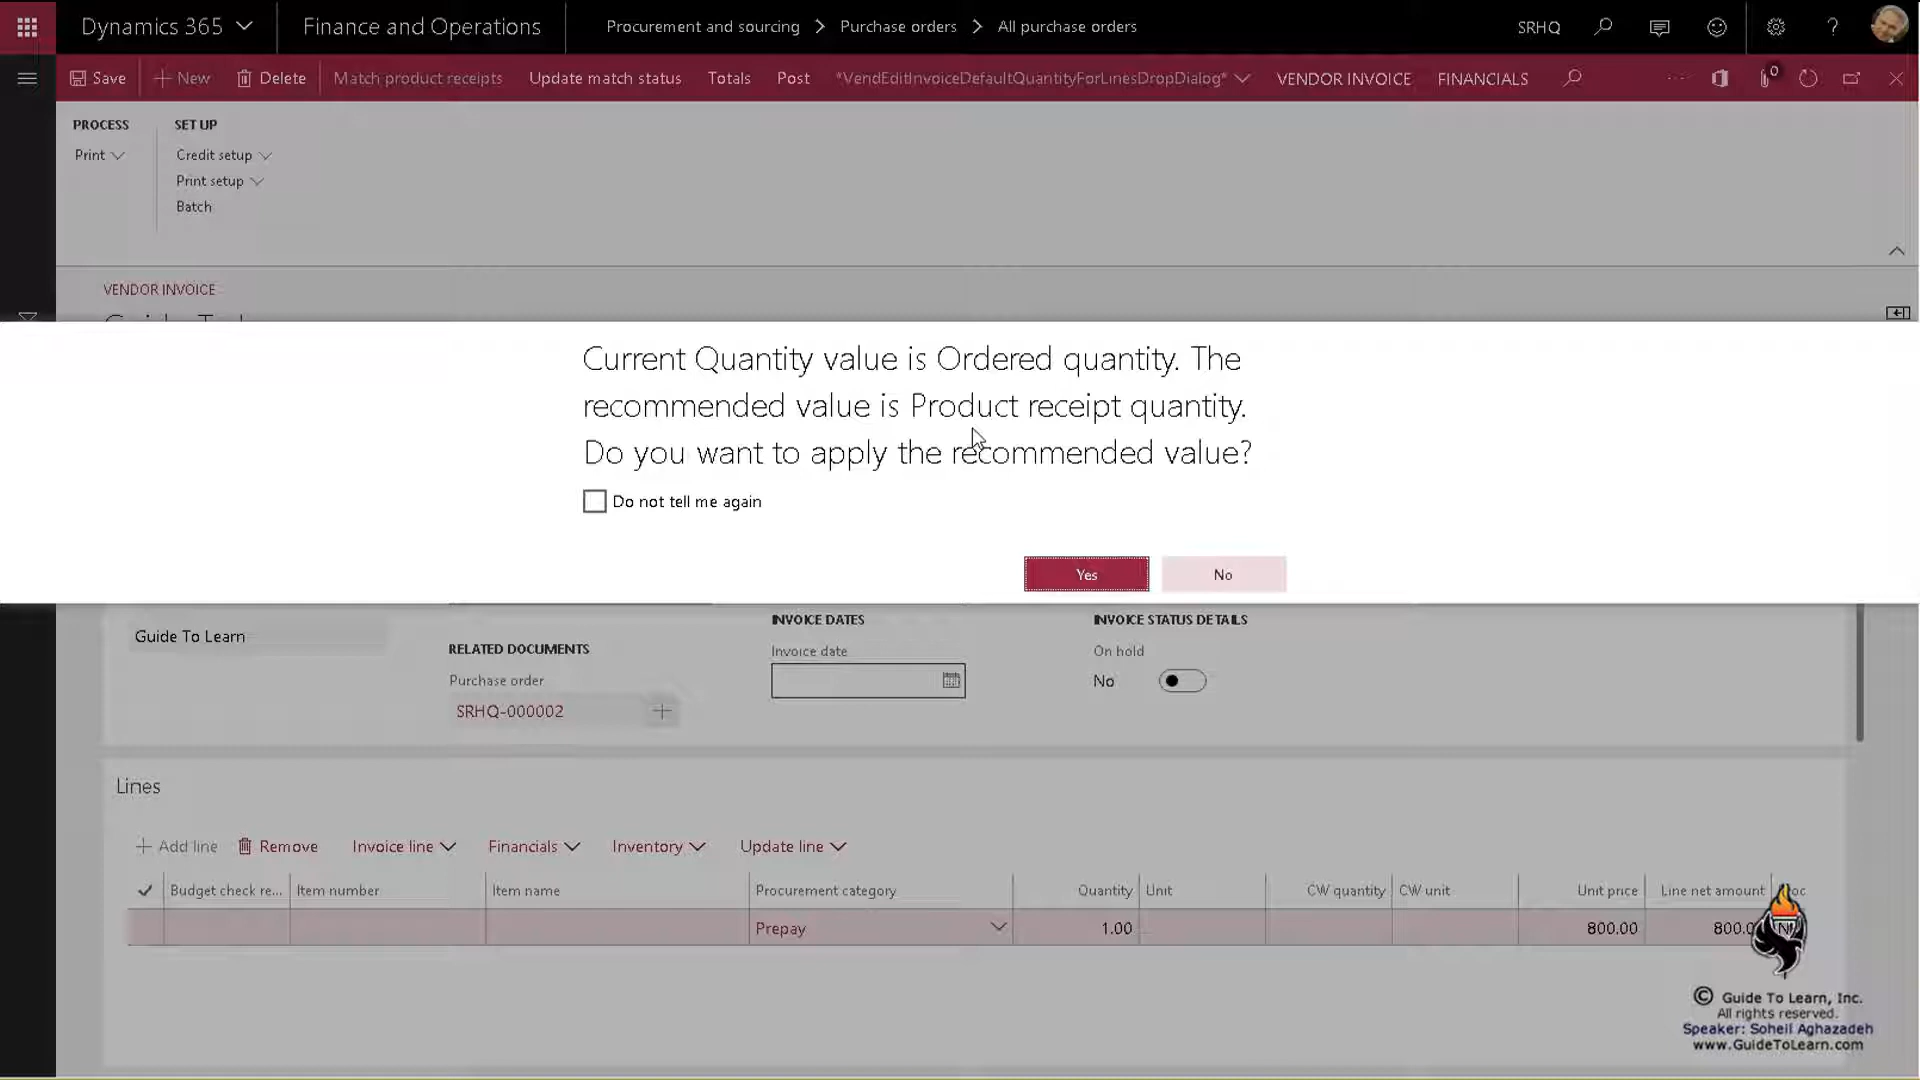 Dynamics 365
Finance and Operations
Procurement and sourcing
Purchase orders
All purchase orders
SRHQ
?
Save
New
Delete
Match product receipts
Update match status
Totals
Post
*VendEditInvoiceDefaultQuantityForLinesDropDialog*
VENDOR INVOICE
FINANCIALS
0
PROCESS
Print
SET UP
Credit setup
Print setup
Batch
VENDOR INVOICE
Current Quantity value is Ordered quantity. The
recommended value is Product receipt quantity.
Do you want to apply the recommended value?
Do not tell me again
Yes
No
Guide To Learn
RELATED DOCUMENTS
Purchase order
SRHQ-000002
INVOICE DATES
Invoice date
INVOICE STATUS DETAILS
On hold
No
Lines
Add line
Remove
Invoice line
Financials
Inventory
Update line
Budget check re...
Item number
Item name
Procurement category
Quantity
Unit
CW quantity
CW unit
Unit price
Line net amount
Prepay
1.00
800.00
© Guide To Learn, Inc.
All rights reserved.
Speaker: Soheil Aghazadeh
www.GuideToLearn.com